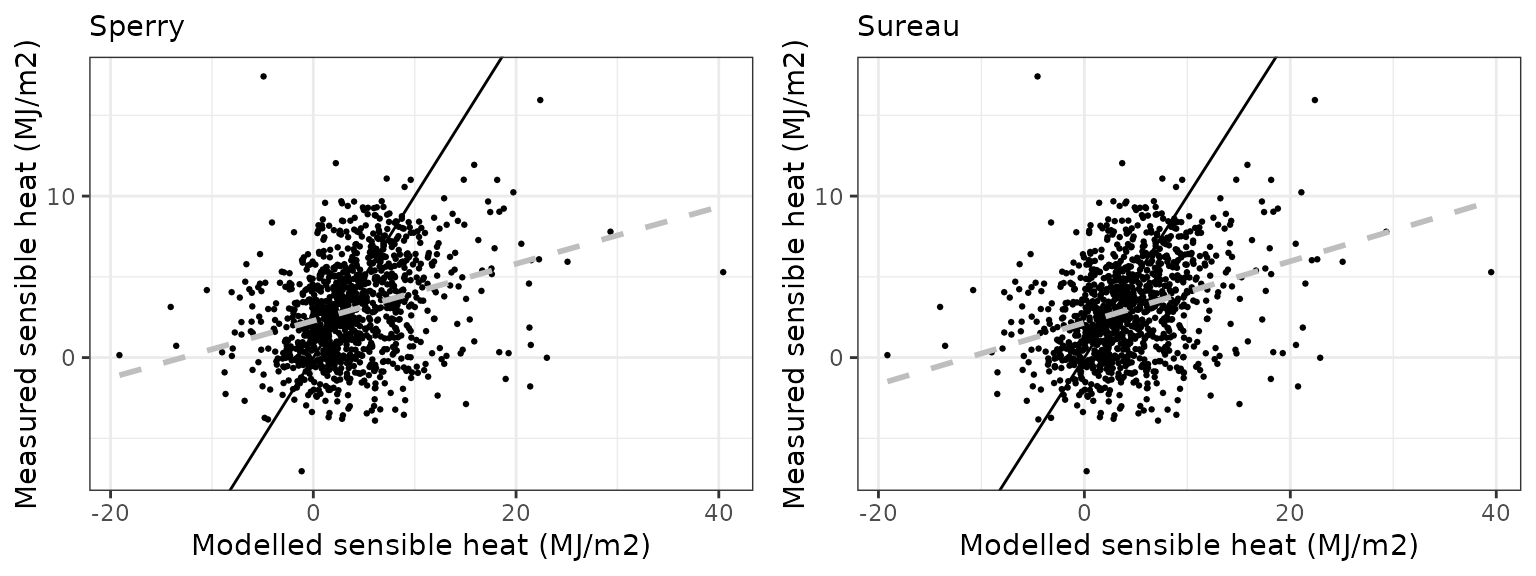 Sperry
Measured sensible heat (MJ/m2)
10
0
-20 0 20 40
Modelled sensible heat (MJ/m2)
Sureau
Measured sensible heat (MJ/m2)
10
0
-20 0 20 40
Modelled sensible heat (MJ/m2)